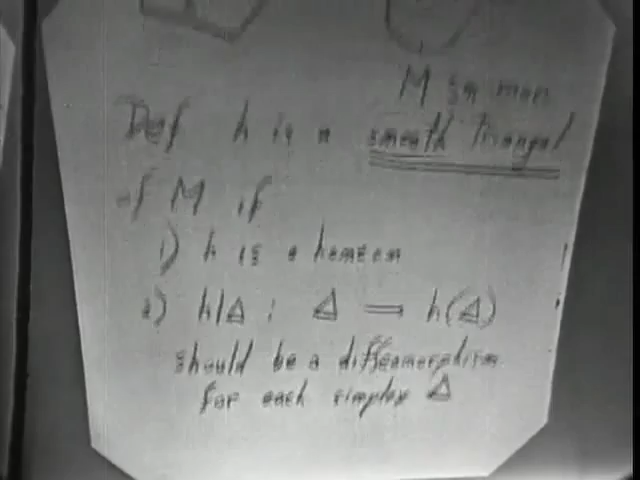 M sm man
Def h is a smooth triangul
of M if
1) h is a homeom
2) h|Δ : Δ → h(Δ)
should be a diffeomorphism
for each simplex Δ